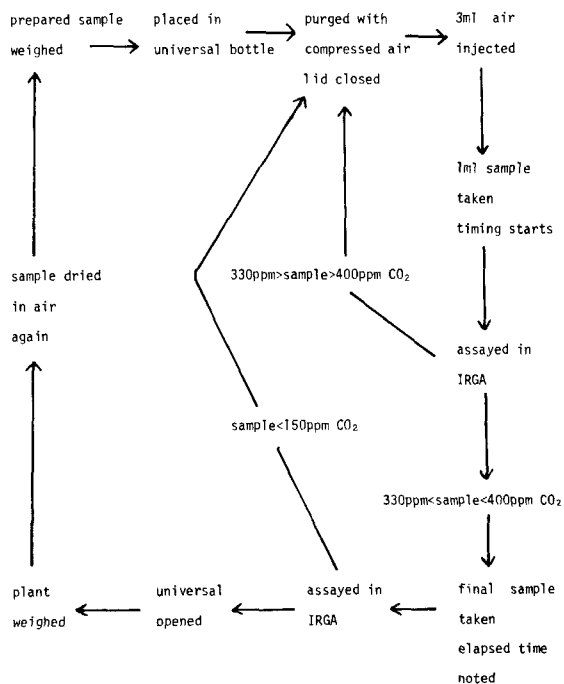 prepared sample
weighed
placed in
universal bottle
purged with
compressed air
lid closed
3ml air
injected
1ml sample
taken
timing starts
330ppm>sample>400ppm CO₂
assayed in
IRGA
sample<150ppm CO₂
330ppm<sample<400ppm CO₂
final sample
taken
elapsed time
noted
assayed in
IRGA
universal
opened
plant
weighed
sample dried
in air
again